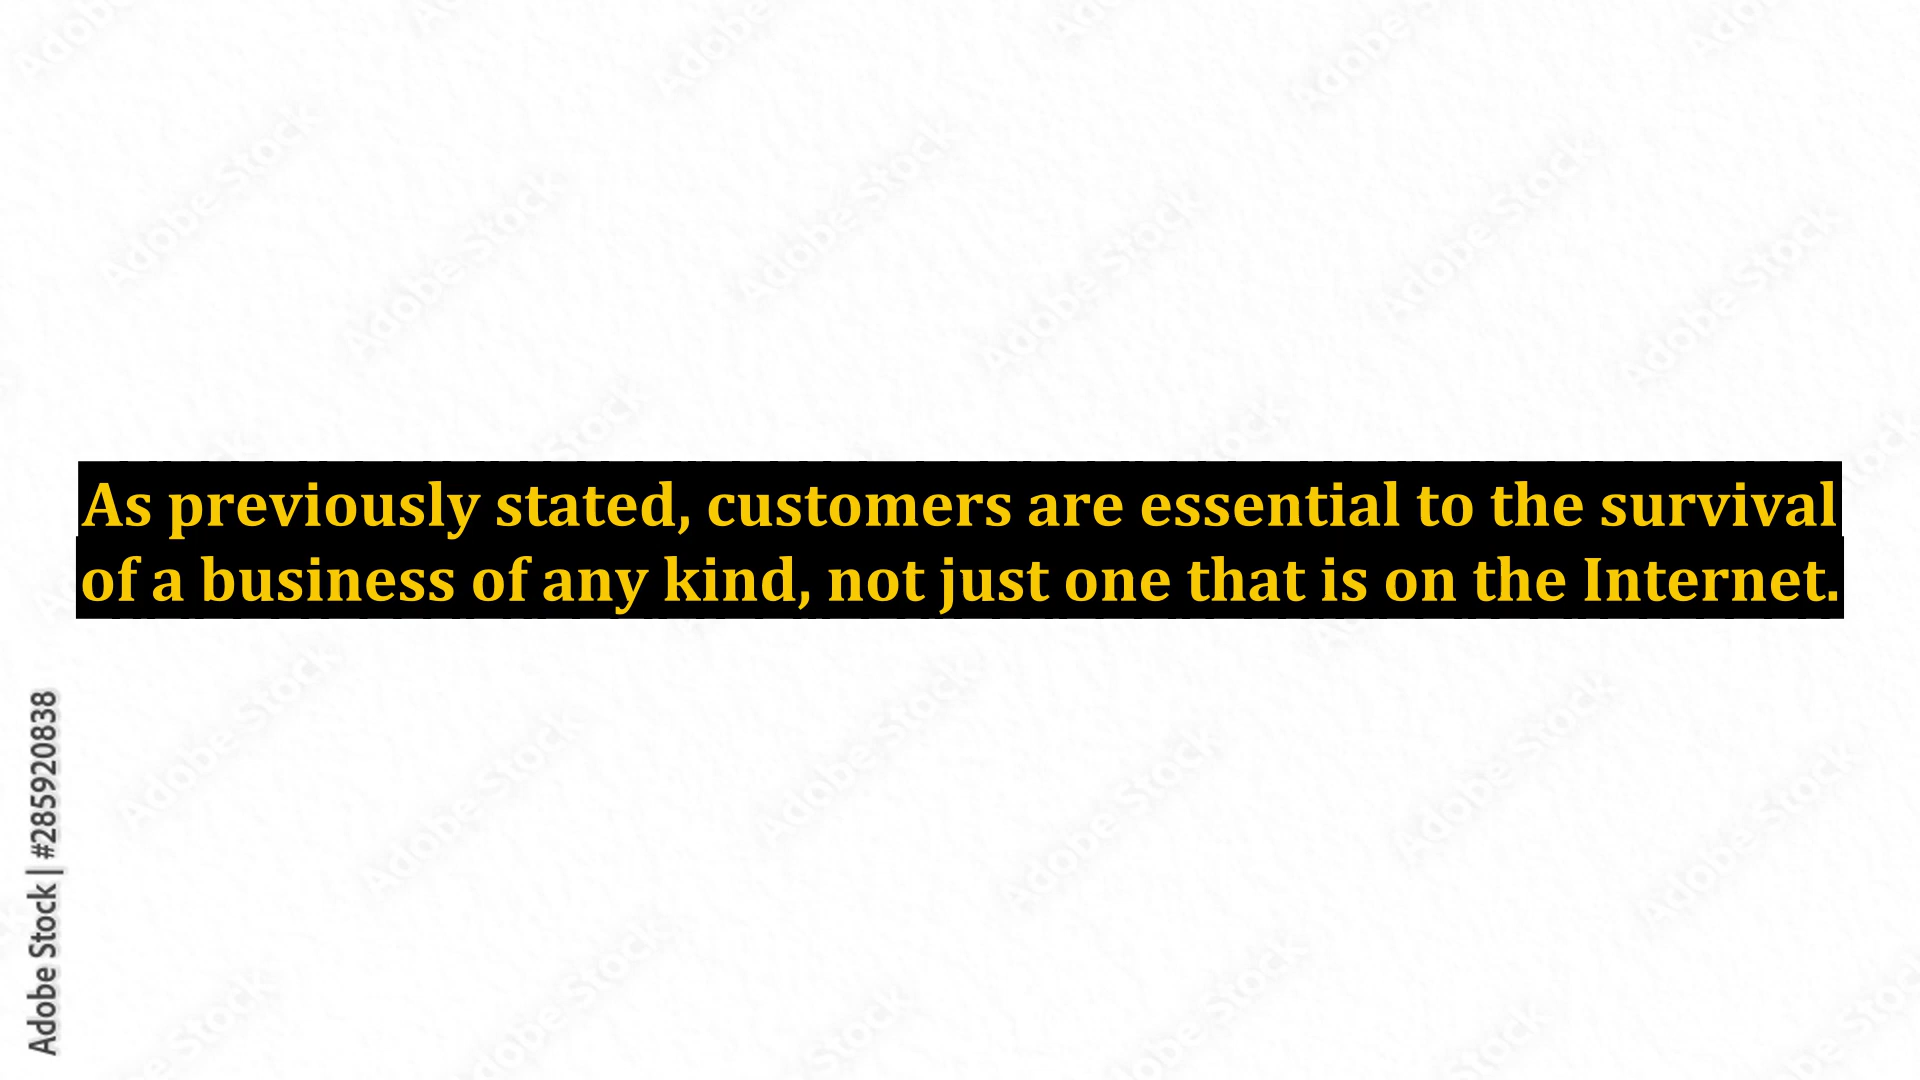 As previously stated, customers are essential to the survival
of a business of any kind, not just one that is on the Internet.
Adobe Stock | #285920838